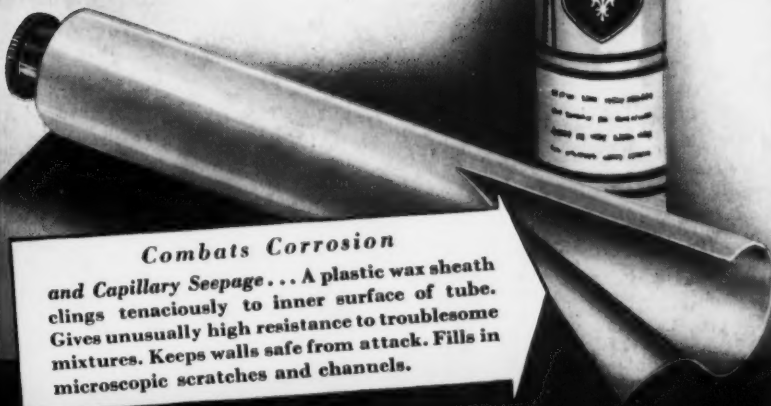 Combats Corrosion
and Capillary Seepage... A plastic wax sheath
clings tenaciously to inner surface of tube.
Gives unusually high resistance to troublesome
mixtures. Keeps walls safe from attack. Fills in
microscopic scratches and channels.